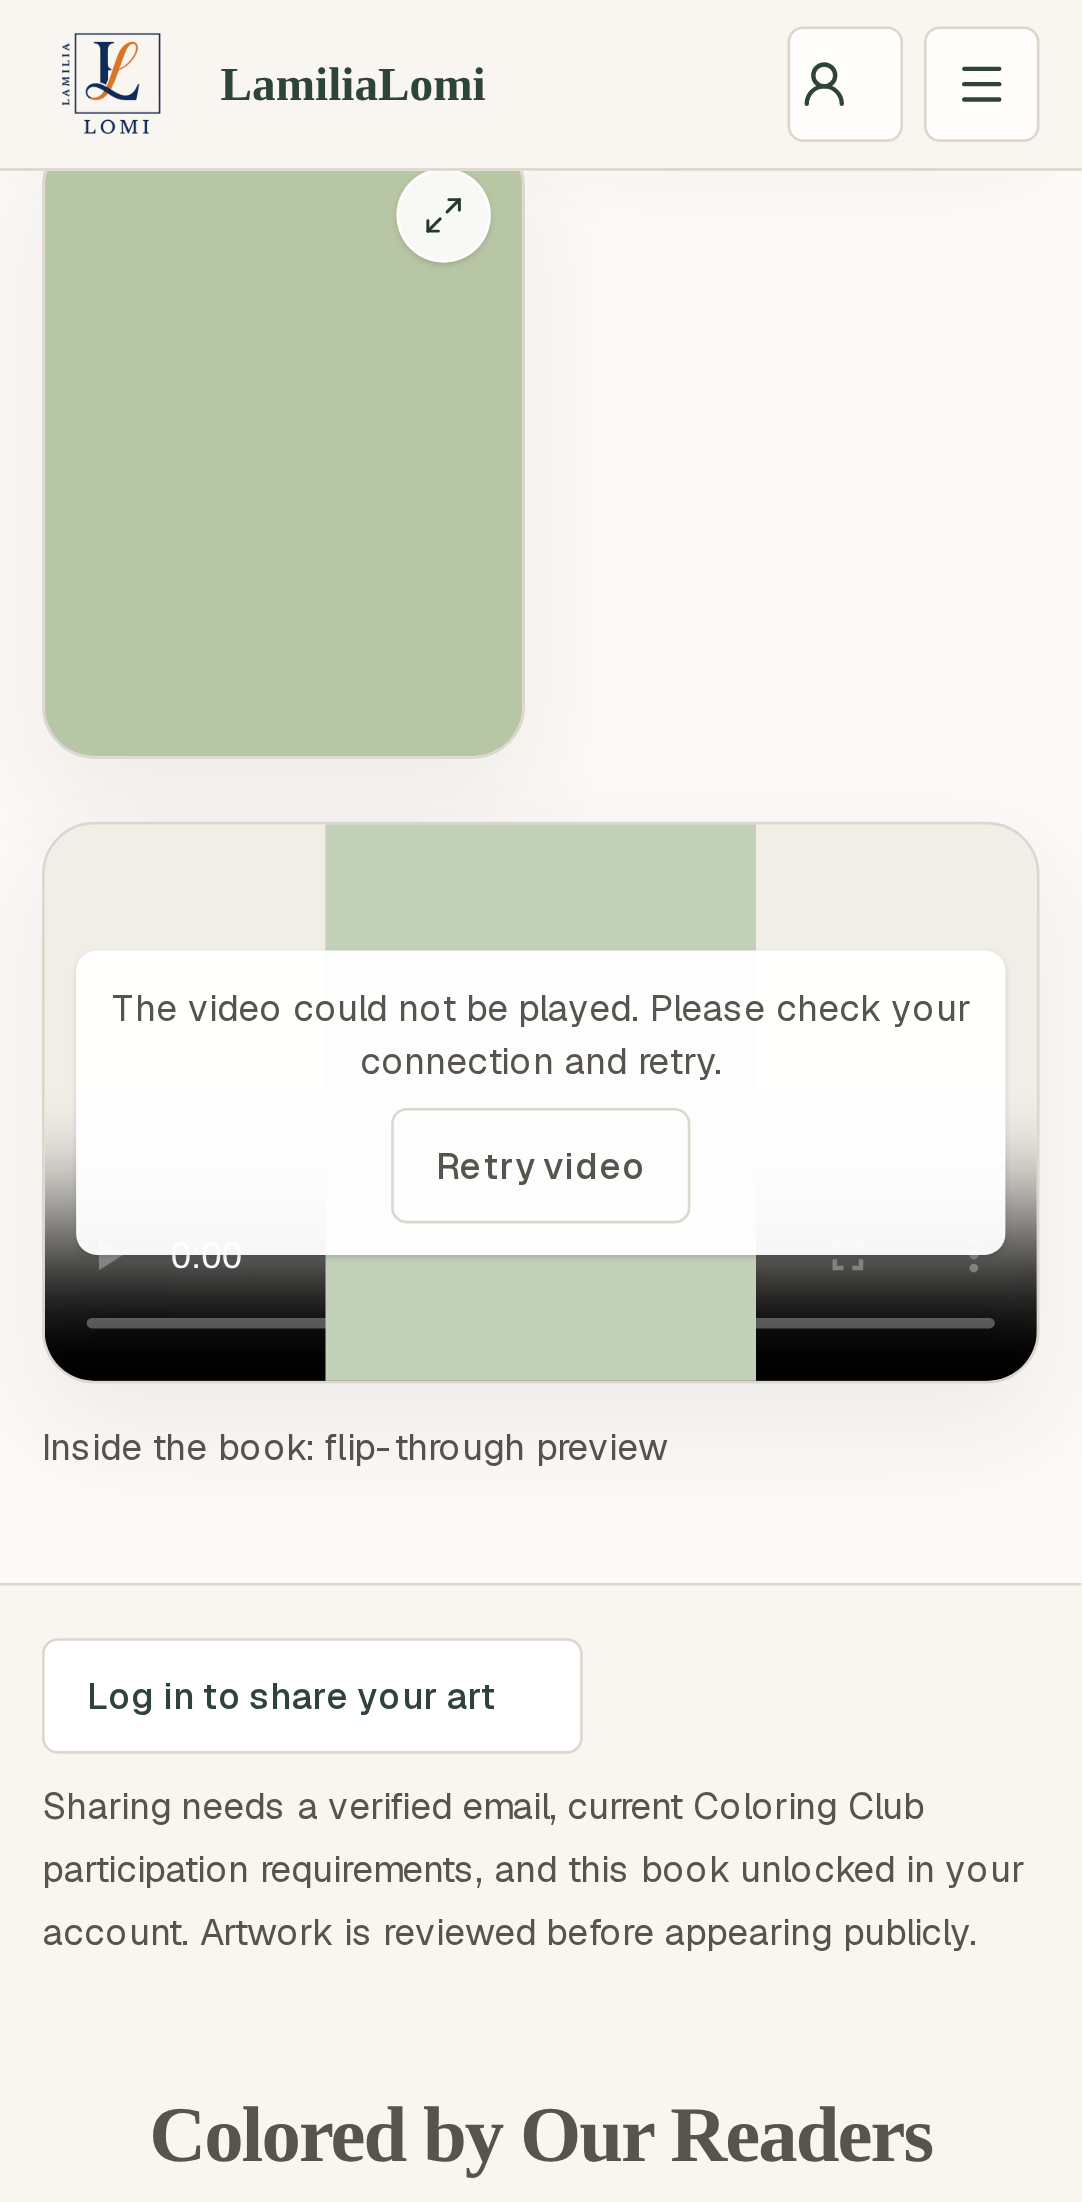 LAMILIA
LOMI
LamiliaLomi
The video could not be played. Please check your
connection and retry.
Retry video
0:00
Inside the book: flip-through preview
Log in to share your art
Sharing needs a verified email, current Coloring Club
participation requirements, and this book unlocked in your
account. Artwork is reviewed before appearing publicly.
Colored by Our Readers